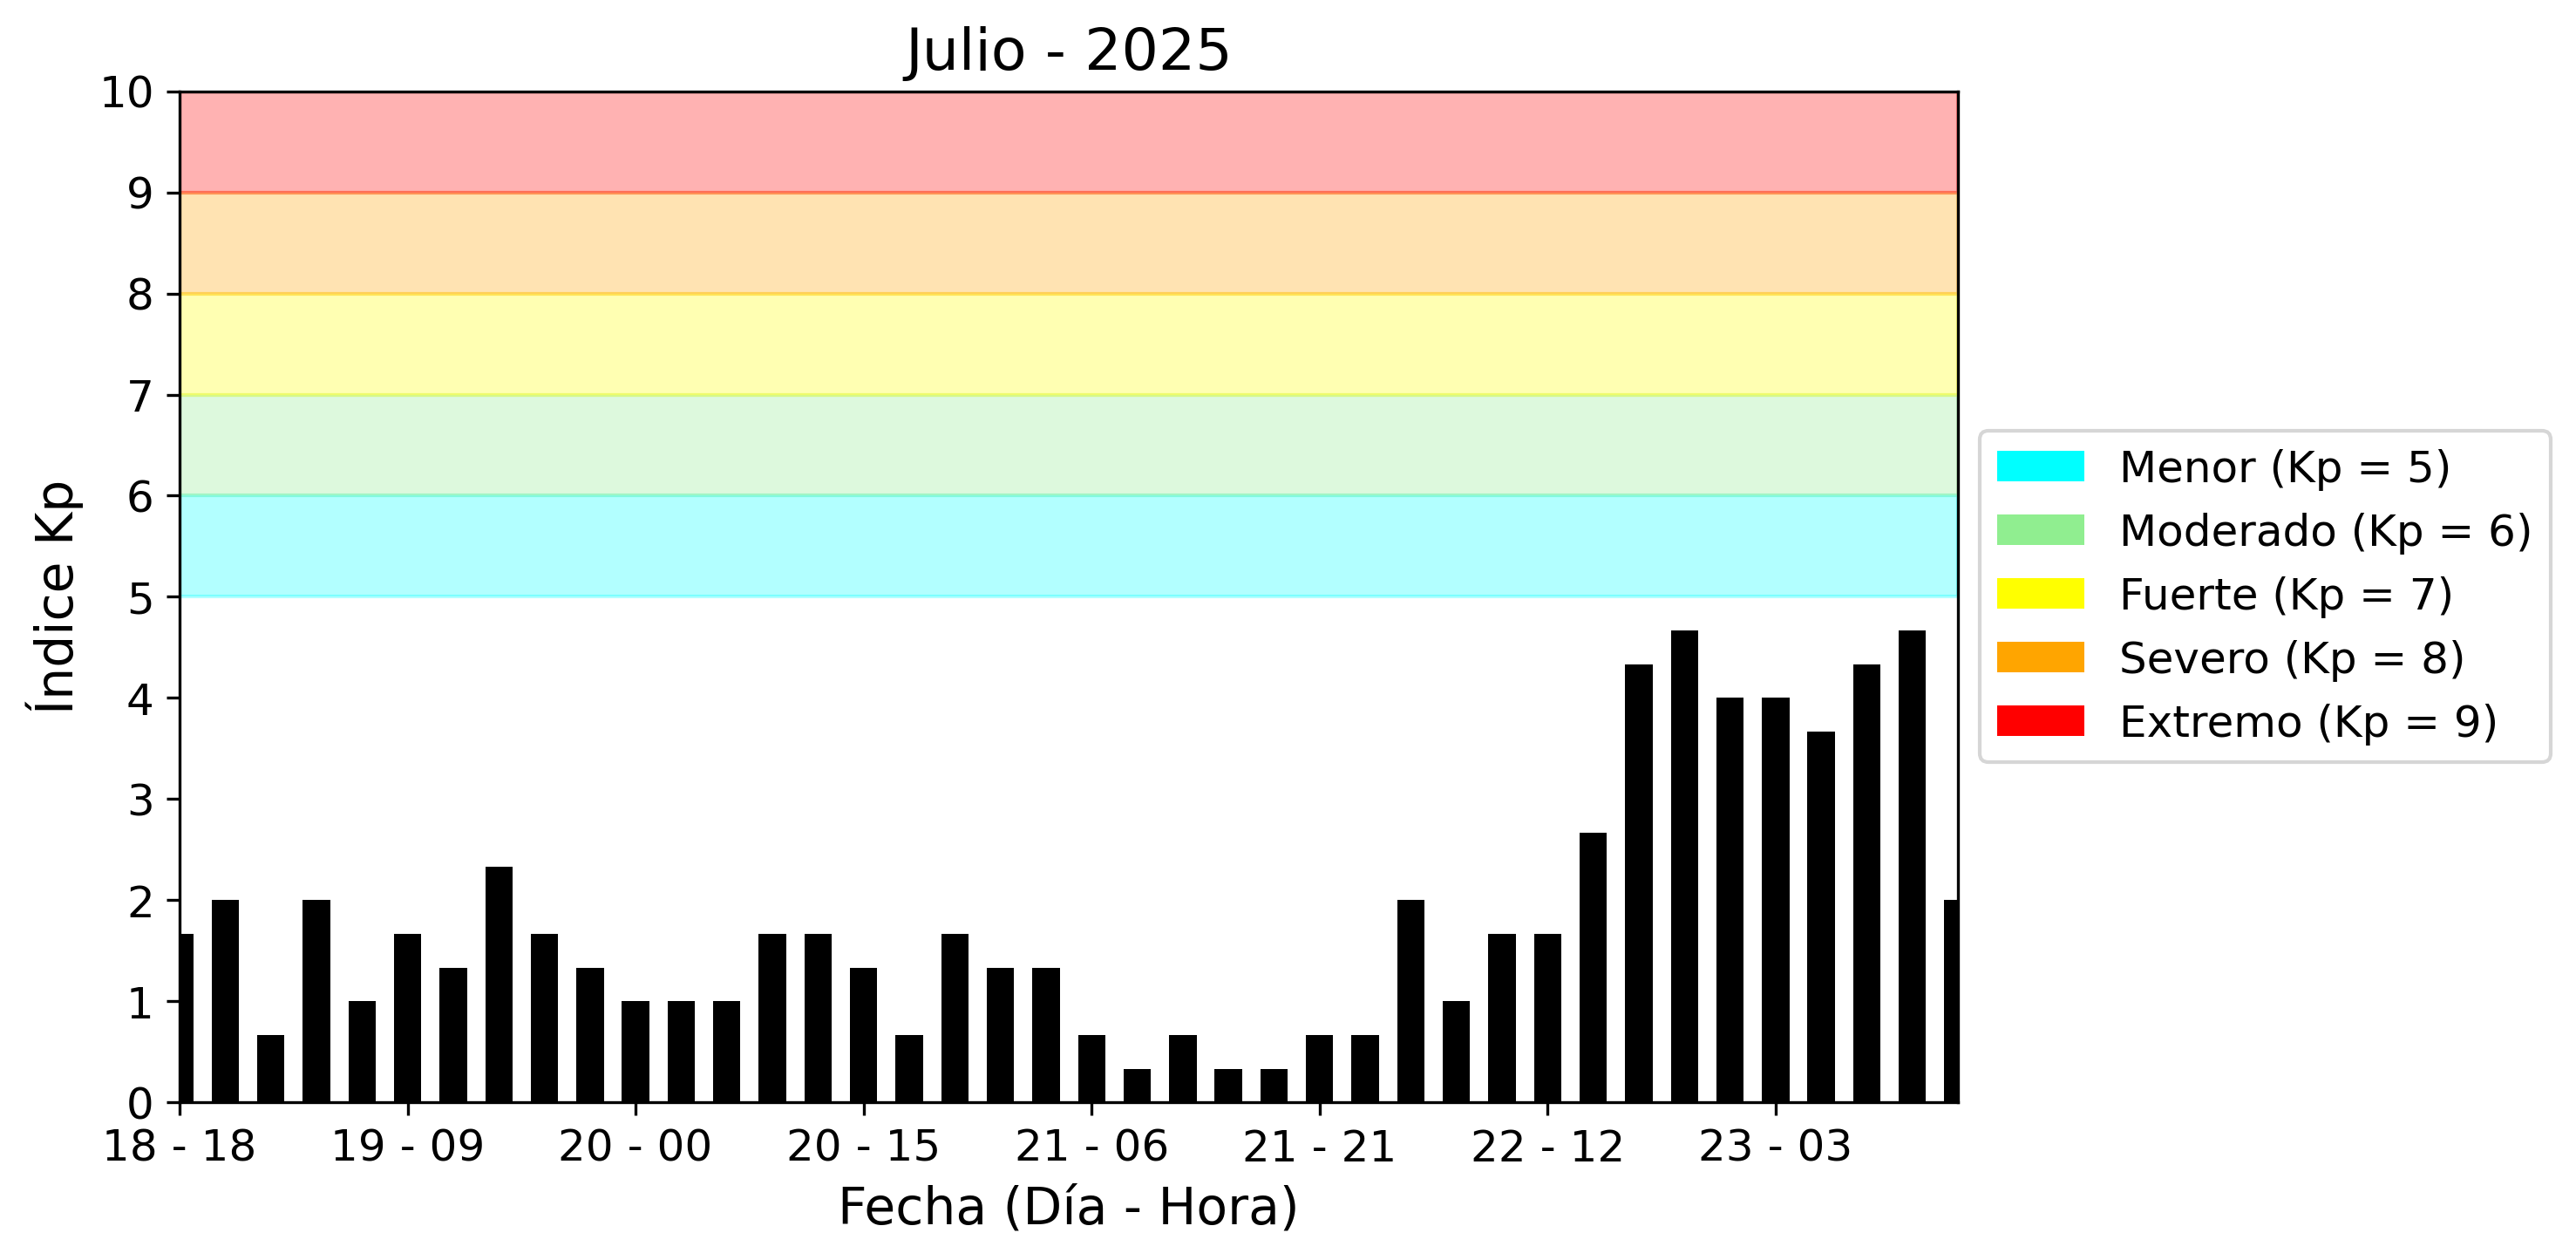 Julio - 2025
10
9
8
7
6
5
4
3
2
1
0
Índice Kp
18 - 18
19 - 09
20 - 00
20 - 15
21 - 06
21 - 21
22 - 12
23 - 03
Fecha (Día - Hora)
Menor (Kp = 5)
Moderado (Kp = 6)
Fuerte (Kp = 7)
Severo (Kp = 8)
Extremo (Kp = 9)